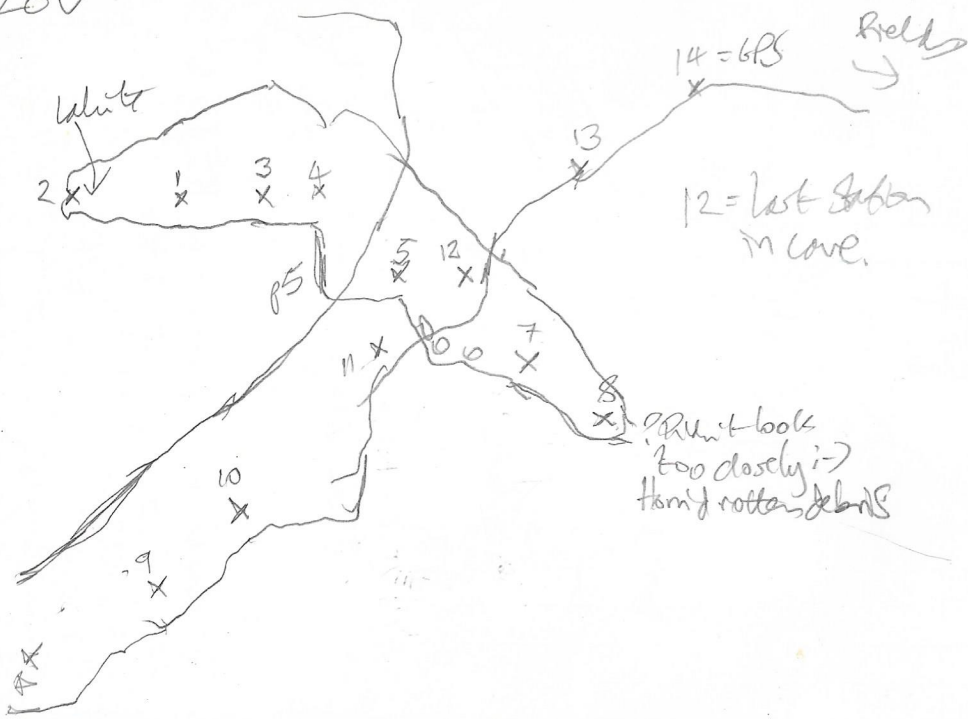 Fields
14 = GPS
13
3
4
2
1
12 = last station
in cave.
5
12
p5
7
11
6
8
? Didn't look
too closely :-)
Horrid rotten debris
10
9